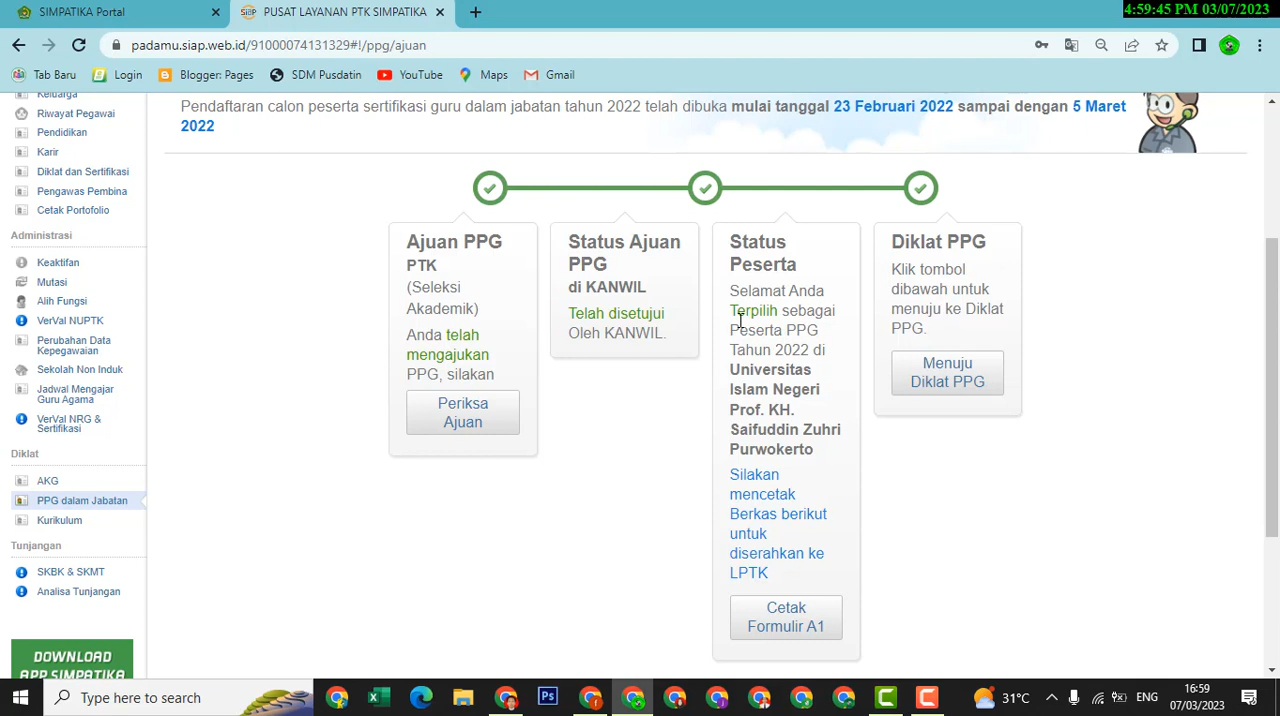 4:59:45 PM 03/07/2023
SIMPATIKA Portal
PUSAT LAYANAN PTK SIMPATIKA
padamu.siap.web.id/91000074131329#!/ppg/ajuan
Tab Baru
Login
Blogger: Pages
SDM Pusdatin
YouTube
Maps
Gmail
Keluarga
Riwayat Pegawai
Pendidikan
Karir
Diklat dan Sertifikasi
Pengawas Pembina
Cetak Portofolio
Administrasi
Keaktifan
Mutasi
Alih Fungsi
VerVal NUPTK
Perubahan Data
Kepegawaian
Sekolah Non Induk
Jadwal Mengajar
Guru Agama
VerVal NRG &
Sertifikasi
Diklat
AKG
PPG dalam Jabatan
Kurikulum
Tunjangan
SKBK & SKMT
Analisa Tunjangan
DOWNLOAD
APP SIMPATIKA
Pendaftaran calon peserta sertifikasi guru dalam jabatan tahun 2022 telah dibuka mulai tanggal 23 Februari 2022 sampai dengan 5 Maret
2022
Ajuan PPG
PTK
(Seleksi
Akademik)
Anda telah
mengajukan
PPG, silakan
Periksa
Ajuan
Status Ajuan
PPG
di KANWIL
Telah disetujui
Oleh KANWIL.
Status
Peserta
Selamat Anda
Terpilih sebagai
Peserta PPG
Tahun 2022 di
Universitas
Islam Negeri
Prof. KH.
Saifuddin Zuhri
Purwokerto
Silakan
mencetak
Berkas berikut
untuk
diserahkan ke
LPTK
Cetak
Formulir A1
Diklat PPG
Klik tombol
dibawah untuk
menuju ke Diklat
PPG.
Menuju
Diklat PPG
Type here to search
31°C
ENG
16:59
07/03/2023